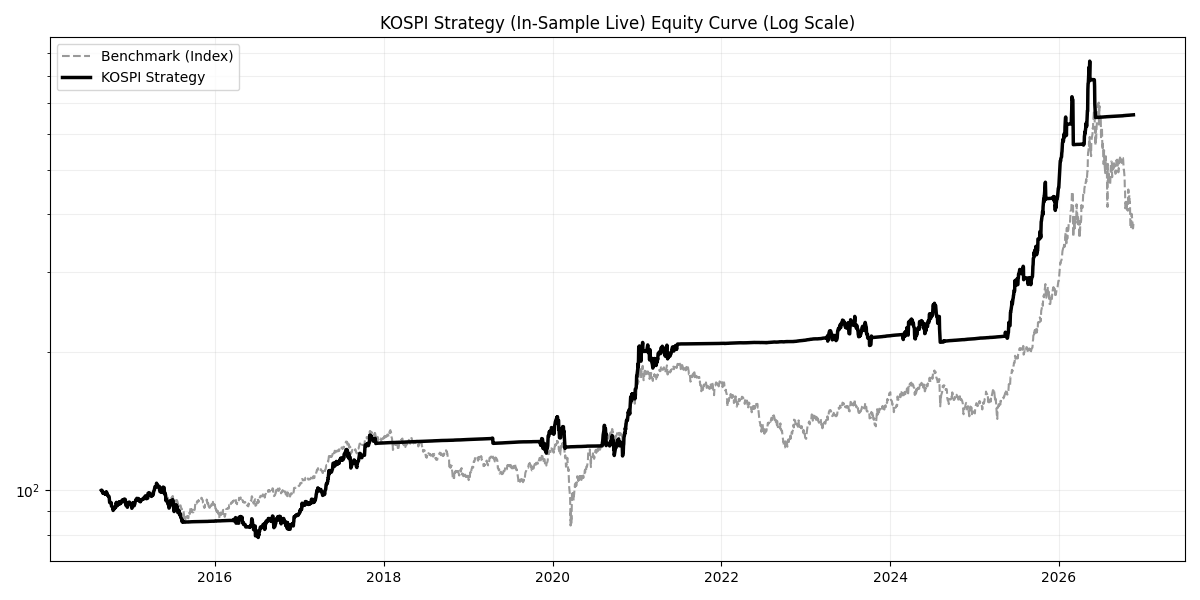 KOSPI Strategy (In-Sample Live) Equity Curve (Log Scale)
Benchmark (Index)
KOSPI Strategy
10²
2016 2018 2020 2022 2024 2026